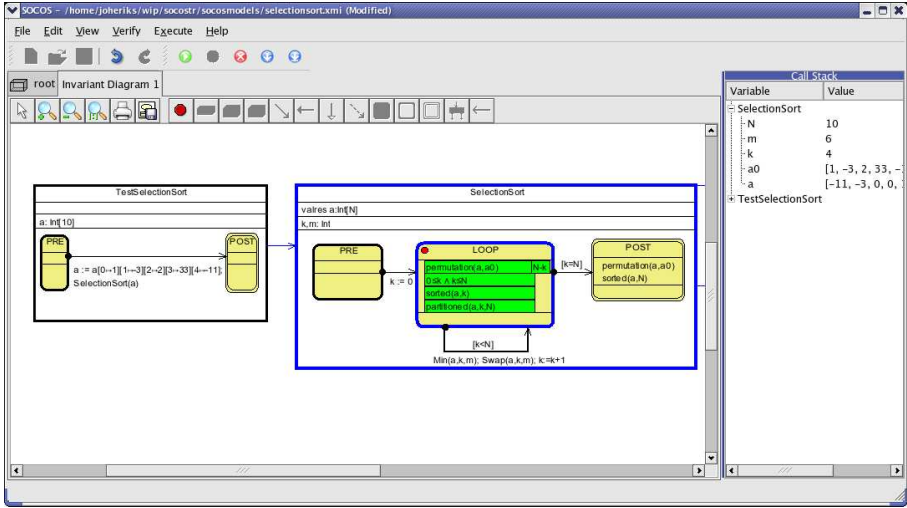 SOCOS - /home/joheriks/wip/socostr/socosmodels/selectionsort.xmi (Modified)
File Edit View Verify Execute Help
root Invariant Diagram 1
Call Stack
Variable Value
SelectionSort
N 10
m 6
k 4
a0 [1, -3, 2, 33, -
a [-11, -3, 0, 0,
TestSelectionSort
TestSelectionSort
a: Int[10]
PRE
POST
a := a[0↦1][1↦-3][2↦2][3↦33][4↦-11];
SelectionSort(a)
SelectionSort
valres a:Int[N]
k,m: Int
PRE
k := 0
LOOP
permutation(a,a0) N-k
0≤k ∧ k≤N
sorted(a,k)
partitioned(a,k,N)
[k=N]
POST
permutation(a,a0)
sorted(a,N)
[k<N]
Min(a,k,m); Swap(a,k,m); k:=k+1